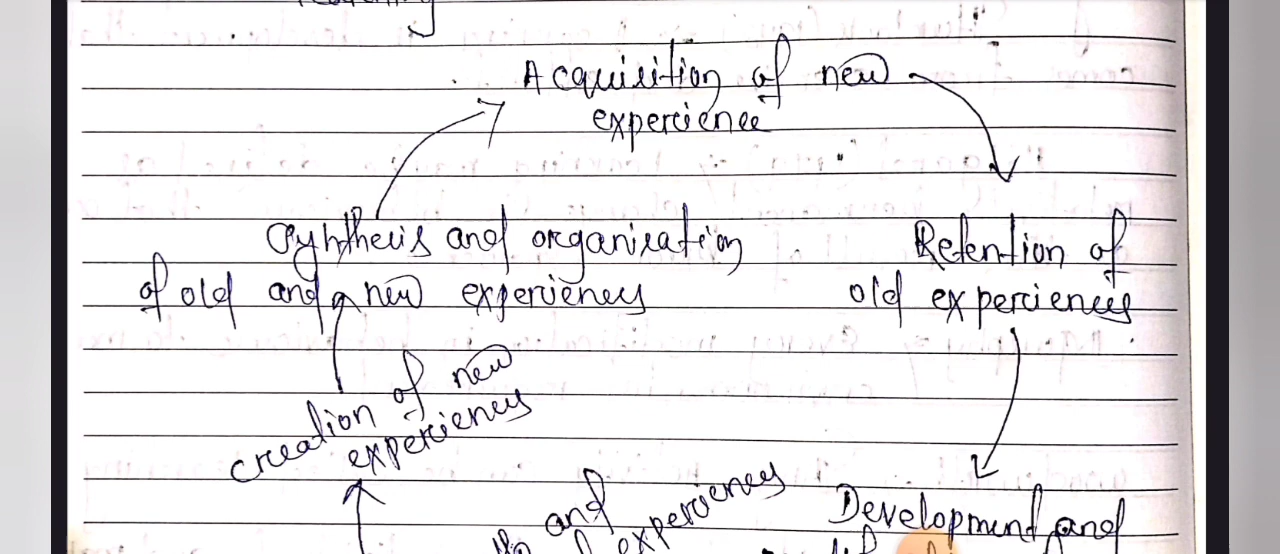 Acquisition of new
experience
Synthesis and organisation
of old and new experiences
Retention of
old experiences
creation of new
experiences
and
experiences
Development and